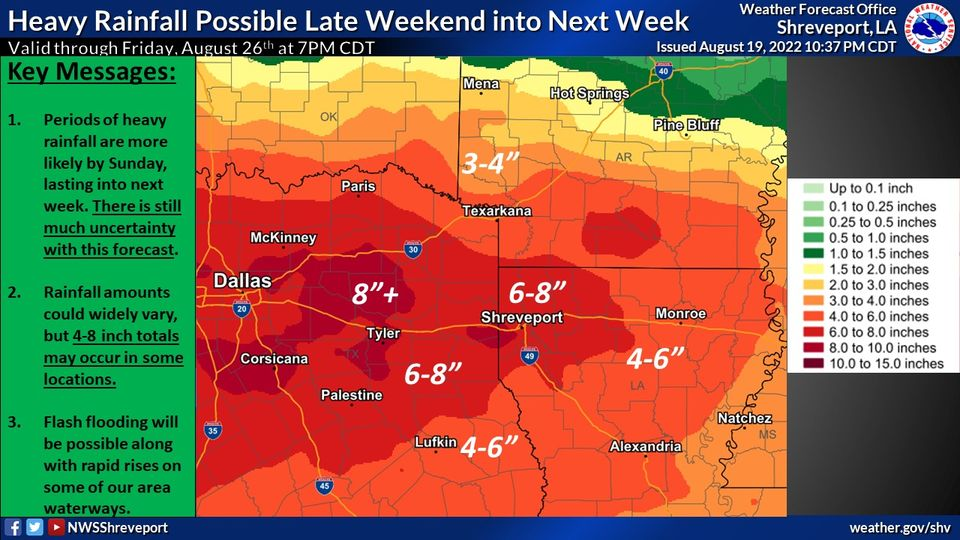 Heavy Rainfall Possible Late Weekend into Next Week
Valid through Friday, August 26th at 7PM CDT
Weather Forecast Office
Shreveport, LA
Issued August 19, 2022 10:37 PM CDT
NATIONAL WEATHER SERVICE
Key Messages:
1. Periods of heavy
rainfall are more
likely by Sunday,
lasting into next
week. There is still
much uncertainty
with this forecast.
2. Rainfall amounts
could widely vary,
but 4-8 inch totals
may occur in some
locations.
3. Flash flooding will
be possible along
with rapid rises on
some of our area
waterways.
40
Mena
Hot Springs
OK
Pine Bluff
AR
3-4”
Paris
Texarkana
McKinney
30
Dallas
8”+
6-8”
20
Shreveport
Monroe
Tyler
TX
49
Corsicana
6-8”
4-6”
LA
Palestine
Natchez
35
MS
Lufkin
4-6”
Alexandria
45
Up to 0.1 inch
0.1 to 0.25 inches
0.25 to 0.5 inches
0.5 to 1.0 inches
1.0 to 1.5 inches
1.5 to 2.0 inches
2.0 to 3.0 inches
3.0 to 4.0 inches
4.0 to 6.0 inches
6.0 to 8.0 inches
8.0 to 10.0 inches
10.0 to 15.0 inches
NWSShreveport
weather.gov/shv